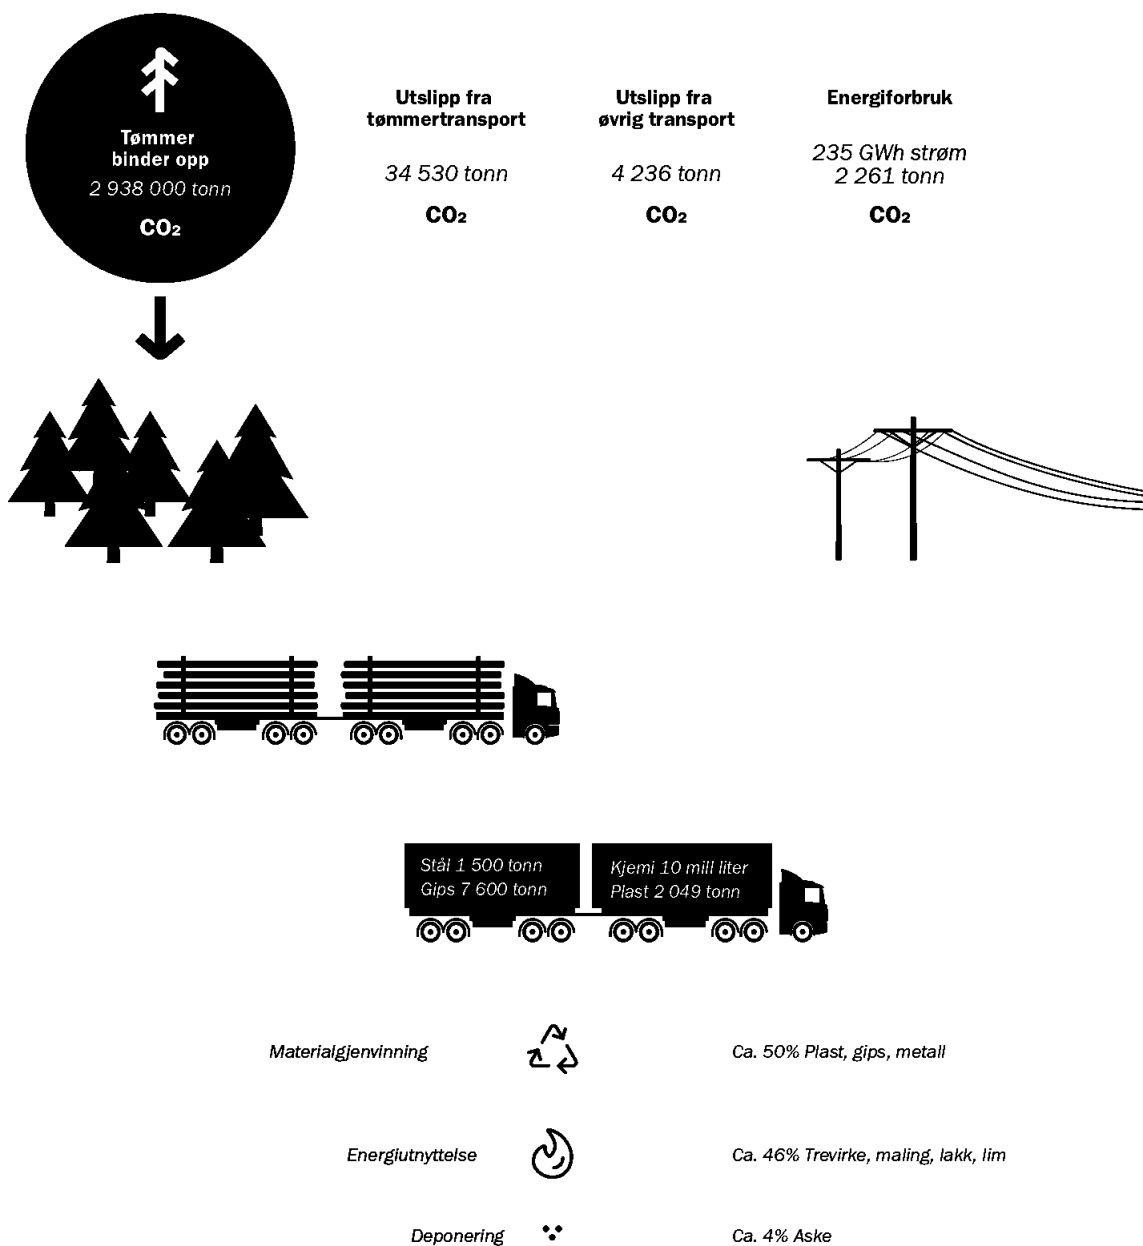 Tømmer
binder opp
2 938 000 tonn
CO₂
Utslipp fra
tømmertransport
34 530 tonn
CO₂
Utslipp fra
øvrig transport
4 236 tonn
CO₂
Energiforbruk
235 GWh strøm
2 261 tonn
CO₂
Stål 1 500 tonn
Gips 7 600 tonn
Kjemi 10 mill liter
Plast 2 049 tonn
Materialgjenvinning
Ca. 50% Plast, gips, metall
Energiutnyttelse
Ca. 46% Trevirke, maling, lakk, lim
Deponering
Ca. 4% Aske